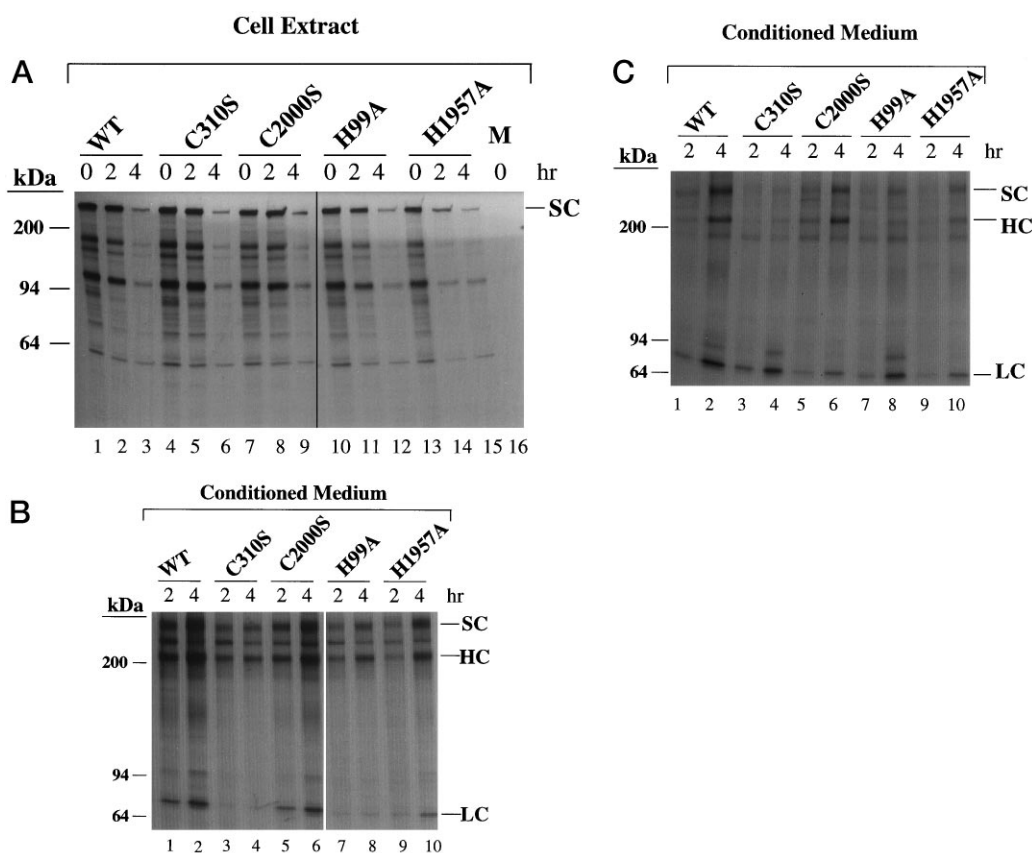 Cell Extract
A
WT C310S C2000S H99A H1957A M
0 2 4 0 2 4 0 2 4 0 2 4 0 2 4 0 hr
kDa
SC
200
94
64
1 2 3 4 5 6 7 8 9 10 11 12 13 14 15 16
B
Conditioned Medium
WT C310S C2000S H99A H1957A
2 4 2 4 2 4 2 4 2 4 hr
kDa
SC
HC
200
94
64
LC
1 2 3 4 5 6 7 8 9 10
Conditioned Medium
C
WT C310S C2000S H99A H1957A
2 4 2 4 2 4 2 4 2 4 hr
kDa
SC
HC
200
94
64
LC
1 2 3 4 5 6 7 8 9 10